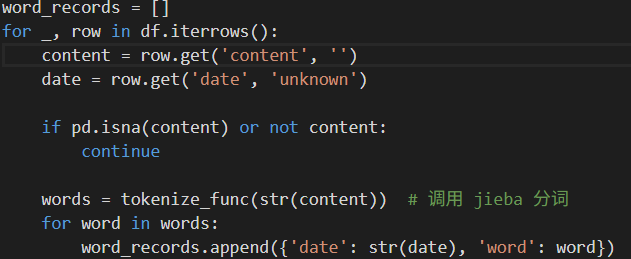 word_records = []
for _, row in df.iterrows():
    content = row.get('content', '')
    date = row.get('date', 'unknown')

    if pd.isna(content) or not content:
        continue

    words = tokenize_func(str(content))  # 调用 jieba 分词
    for word in words:
        word_records.append({'date': str(date), 'word': word})